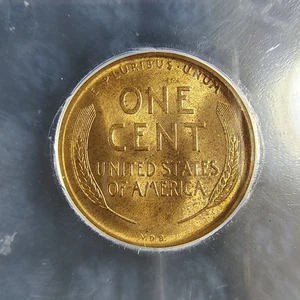 E·PLURIBUS·UNUM
ONE
CENT
UNITED STATES
OF AMERICA
V.D.B.